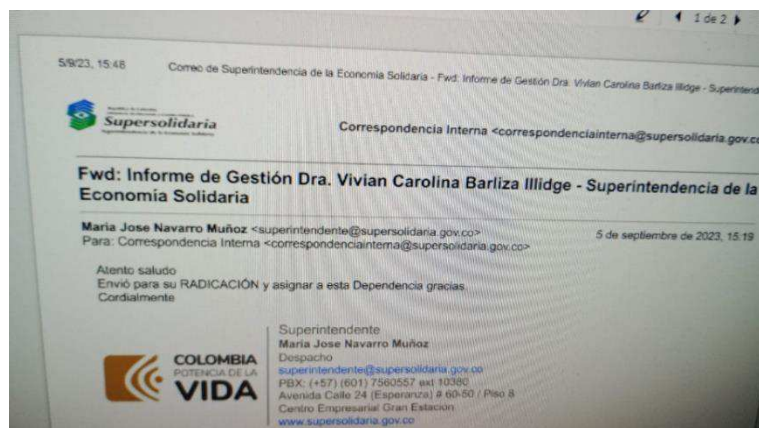 1 de 2
5/9/23, 15:48 Correo de Superintendencia de la Economía Solidaria - Fwd: Informe de Gestión Dra. Vivian Carolina Barliza Illidge - Superintend
Supersolidaria
Correspondencia Interna <correspondenciainterna@supersolidaria.gov.co
Fwd: Informe de Gestión Dra. Vivian Carolina Barliza Illidge - Superintendencia de la
Economía Solidaria
Maria Jose Navarro Muñoz <superintendente@supersolidaria.gov.co>
5 de septiembre de 2023, 15:19
Para: Correspondencia Interna <correspondenciainterna@supersolidaria.gov.co>
Atento saludo
Envió para su RADICACIÓN y asignar a esta Dependencia gracias
Cordialmente
COLOMBIA
POTENCIA DE LA
VIDA
Superintendente
Maria Jose Navarro Muñoz
Despacho
superintendente@supersolidaria.gov.co
PBX: (+57) (601) 7560557 ext 10380
Avenida Calle 24 (Esperanza) # 60-50 / Piso 8
Centro Empresarial Gran Estación
www.supersolidaria.gov.co